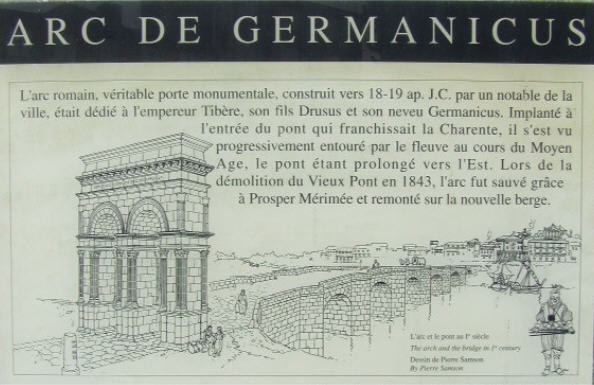 ARC DE GERMANICUS
L'arc romain, véritable porte monumentale, construit vers 18-19 ap. J.C. par un notable de la
ville, était dédié à l'empereur Tibère, son fils Drusus et son neveu Germanicus. Implanté à
l'entrée du pont qui franchissait la Charente, il s'est vu
progressivement entouré par le fleuve au cours du Moyen
Age, le pont étant prolongé vers l'Est. Lors de la
démolition du Vieux Pont en 1843, l'arc fut sauvé grâce
à Prosper Mérimée et remonté sur la nouvelle berge.
L'arc et le pont au Iᵉ siècle
The arch and the bridge in 1ˢᵗ century
Dessin de Pierre Samson
By Pierre Samson